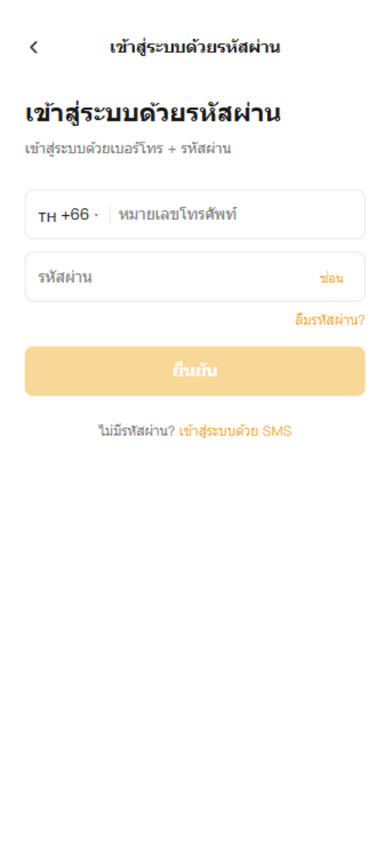 เข้าสู่ระบบด้วยรหัสผ่าน
เข้าสู่ระบบด้วยรหัสผ่าน
เข้าสู่ระบบด้วยเบอร์โทร + รหัสผ่าน
TH +66 หมายเลขโทรศัพท์
รหัสผ่าน ซ่อน
ลืมรหัสผ่าน?
ยืนยัน
ไม่มีรหัสผ่าน? เข้าสู่ระบบด้วย SMS